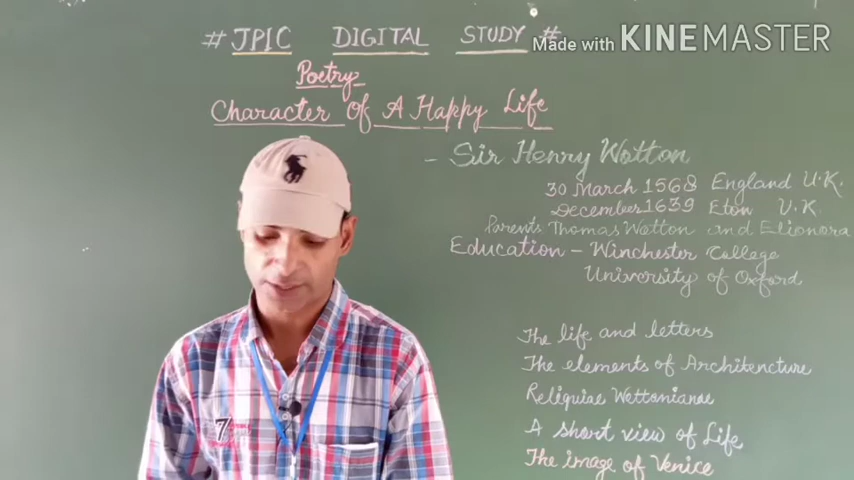 # JPIC DIGITAL STUDY #
Made with KINEMASTER
Poetry
Character Of A Happy Life
- Sir Henry Wotton
30 March 1568 England U.K.
December 1639 Eton U.K.
Parents Thomas Wotton and Elionora
Education - Winchester College
University of Oxford
The life and letters
The elements of Architencture
Reliquiae Wottonianae
A short view of Life
The image of Venice
7